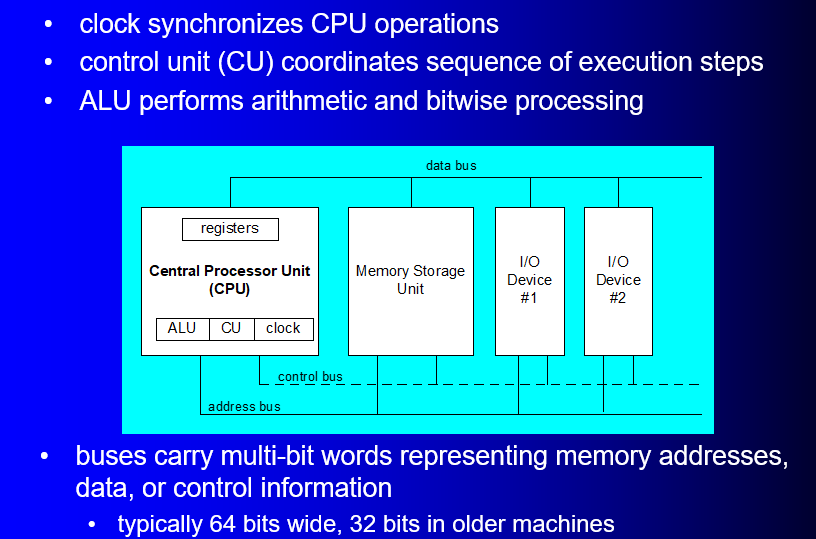 • clock synchronizes CPU operations
• control unit (CU) coordinates sequence of execution steps
• ALU performs arithmetic and bitwise processing
data bus
registers
Central Processor Unit
(CPU)
ALU CU clock
Memory Storage
Unit
I/O
Device
#1
I/O
Device
#2
control bus
address bus
• buses carry multi-bit words representing memory addresses,
data, or control information
• typically 64 bits wide, 32 bits in older machines